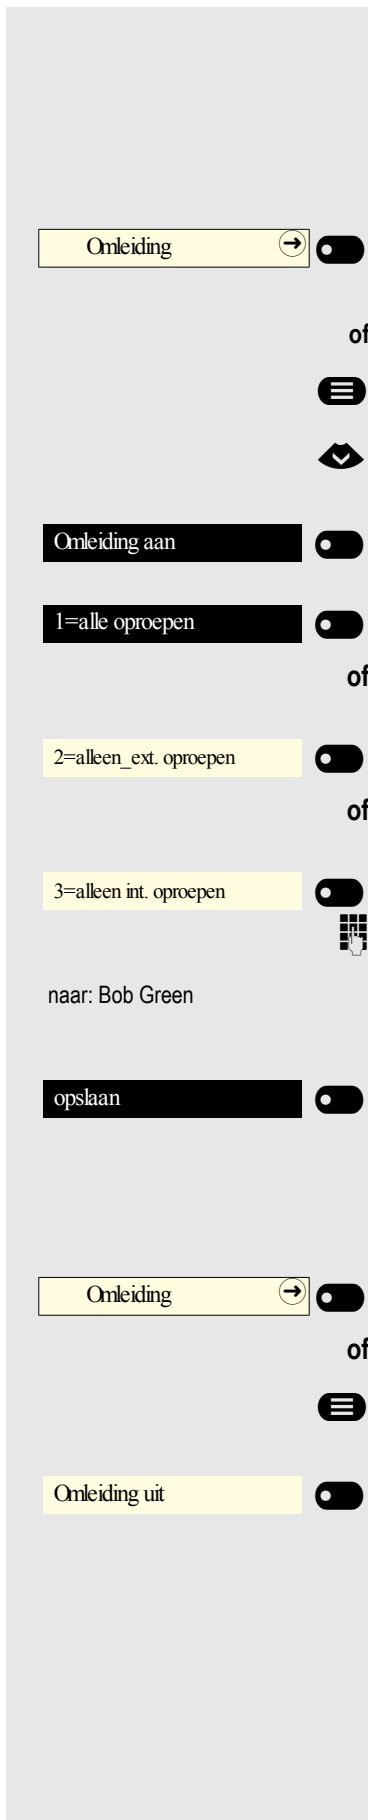 Omleiding
of
Omleiding aan
1=alle oproepen
of
2=alleen_ext. oproepen
of
3=alleen int. oproepen
naar: Bob Green
opslaan
Omleiding
of
Omleiding uit